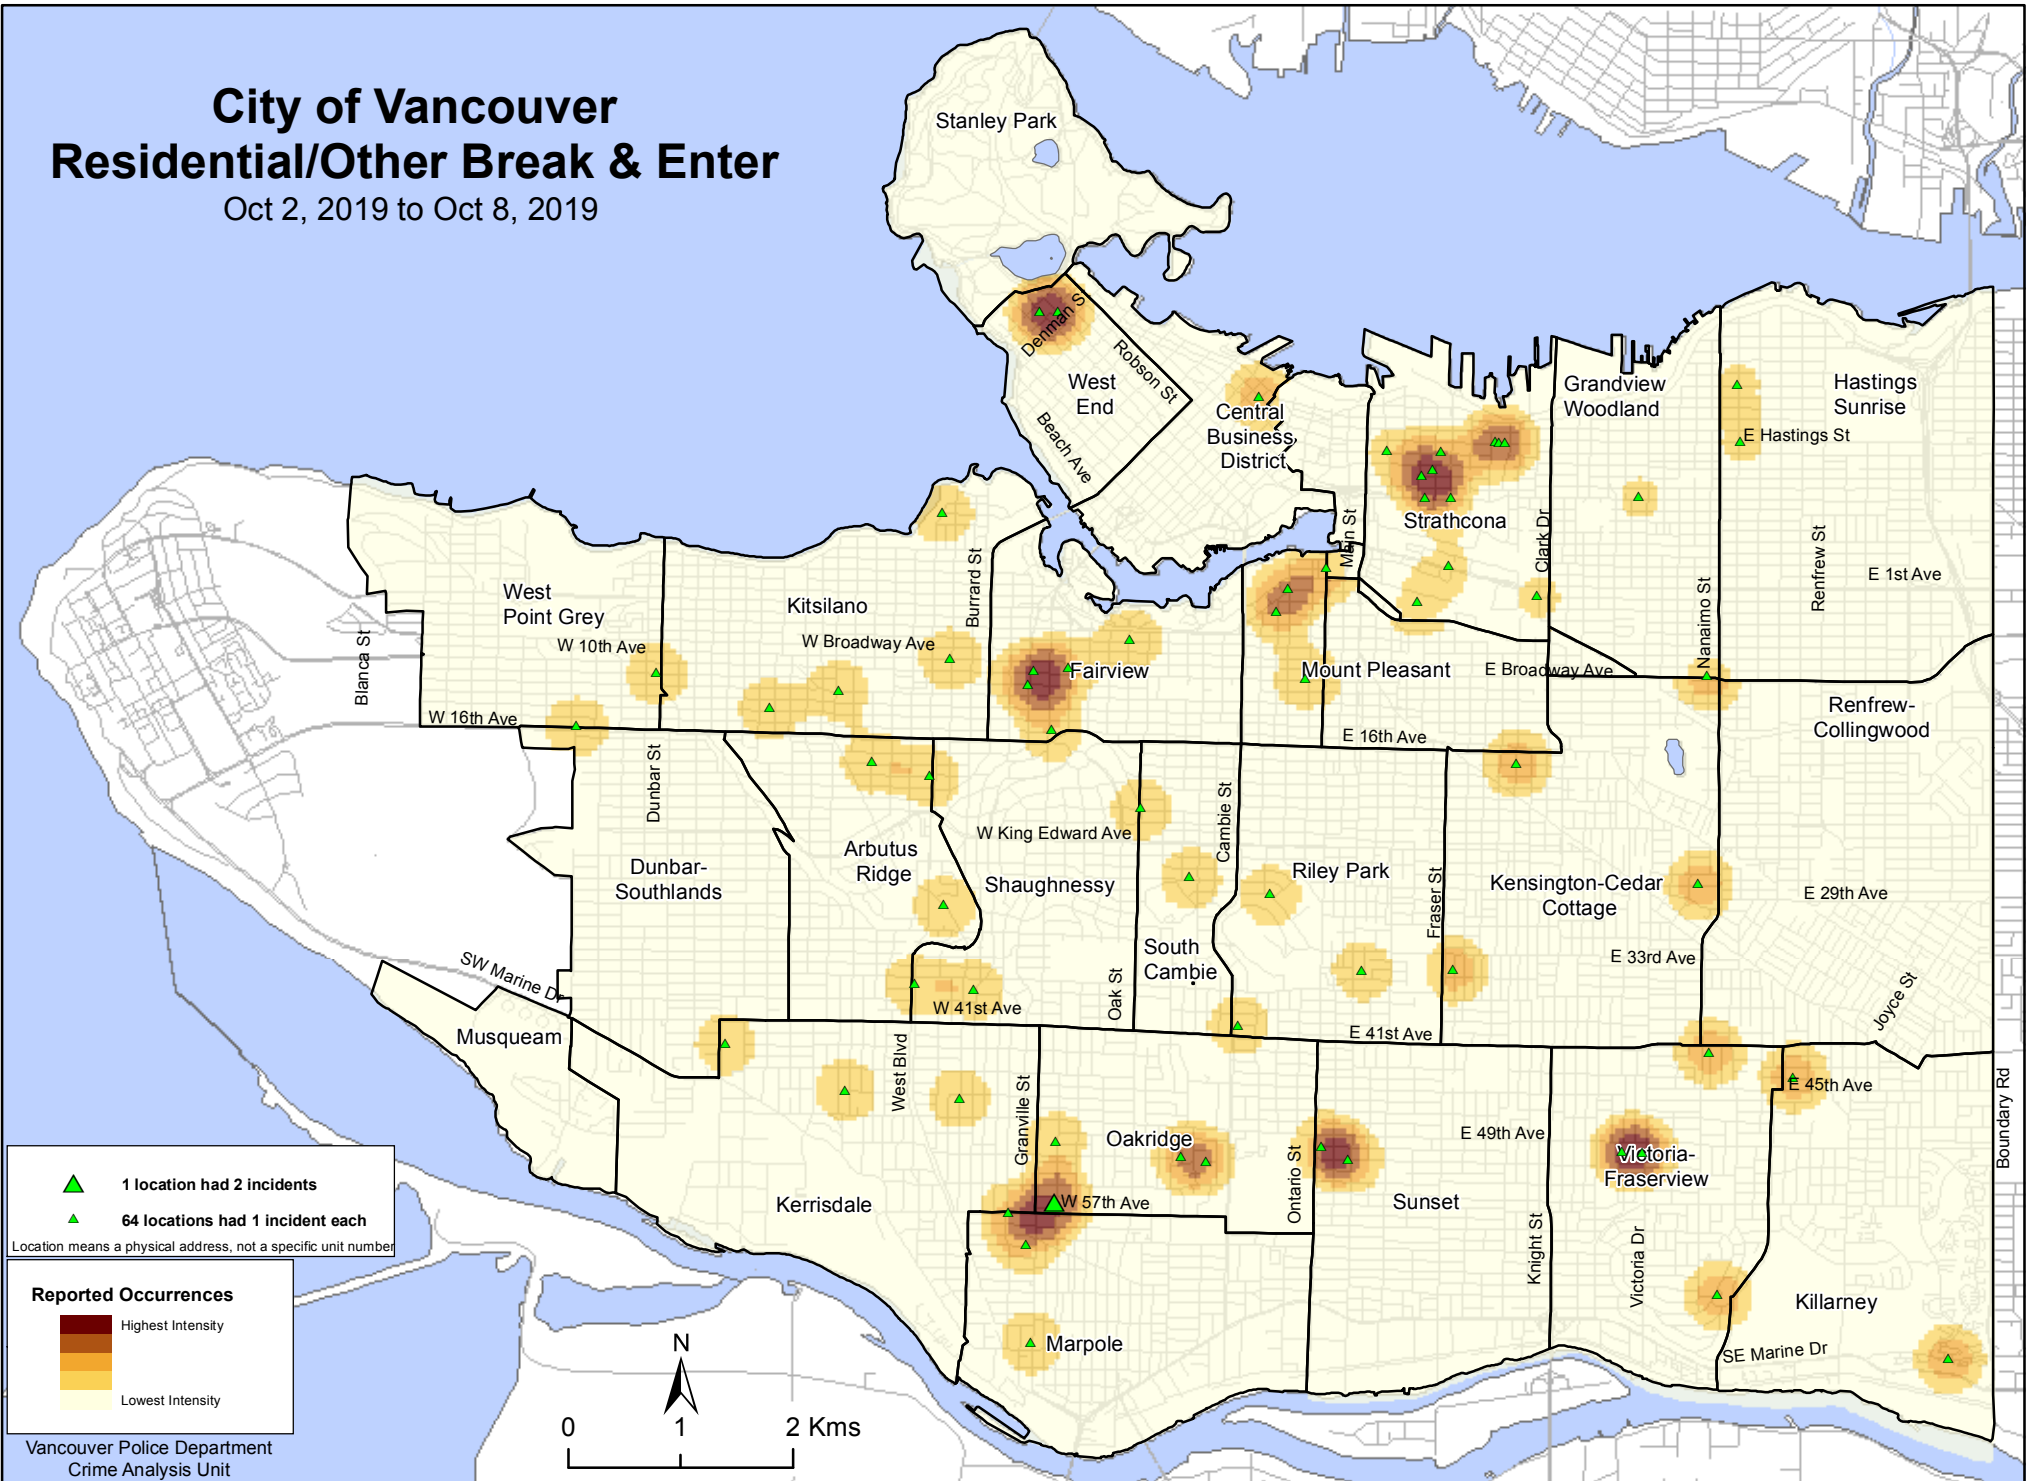 City of Vancouver
Residential/Other Break & Enter
Oct 2, 2019 to Oct 8, 2019
Stanley Park
Denman St
Robson St
West
End
Beach Ave
Central
Business
District
Grandview
Woodland
Hastings
Sunrise
E Hastings St
Strathcona
Main St
Clark Dr
Nanaimo St
Renfrew St
E 1st Ave
West
Point Grey
Kitsilano
Burrard St
W Broadway Ave
W 10th Ave
Blanca St
Fairview
Mount Pleasant
E Broadway Ave
W 16th Ave
E 16th Ave
Renfrew-
Collingwood
Dunbar St
Cambie St
W King Edward Ave
Arbutus
Ridge
Dunbar-
Southlands
Shaughnessy
Riley Park
Fraser St
Kensington-Cedar
Cottage
E 29th Ave
South
Cambie
Oak St
E 33rd Ave
SW Marine Dr
W 41st Ave
Joyce St
Musqueam
E 41st Ave
West Blvd
Granville St
E 45th Ave
Boundary Rd
Oakridge
E 49th Ave
Ontario St
Victoria-
Fraserview
Kerrisdale
W 57th Ave
Sunset
Knight St
Victoria Dr
Killarney
Marpole
SE Marine Dr
1 location had 2 incidents
64 locations had 1 incident each
Location means a physical address, not a specific unit number
Reported Occurrences
Highest Intensity
Lowest Intensity
N
0 1 2 Kms
Vancouver Police Department
Crime Analysis Unit